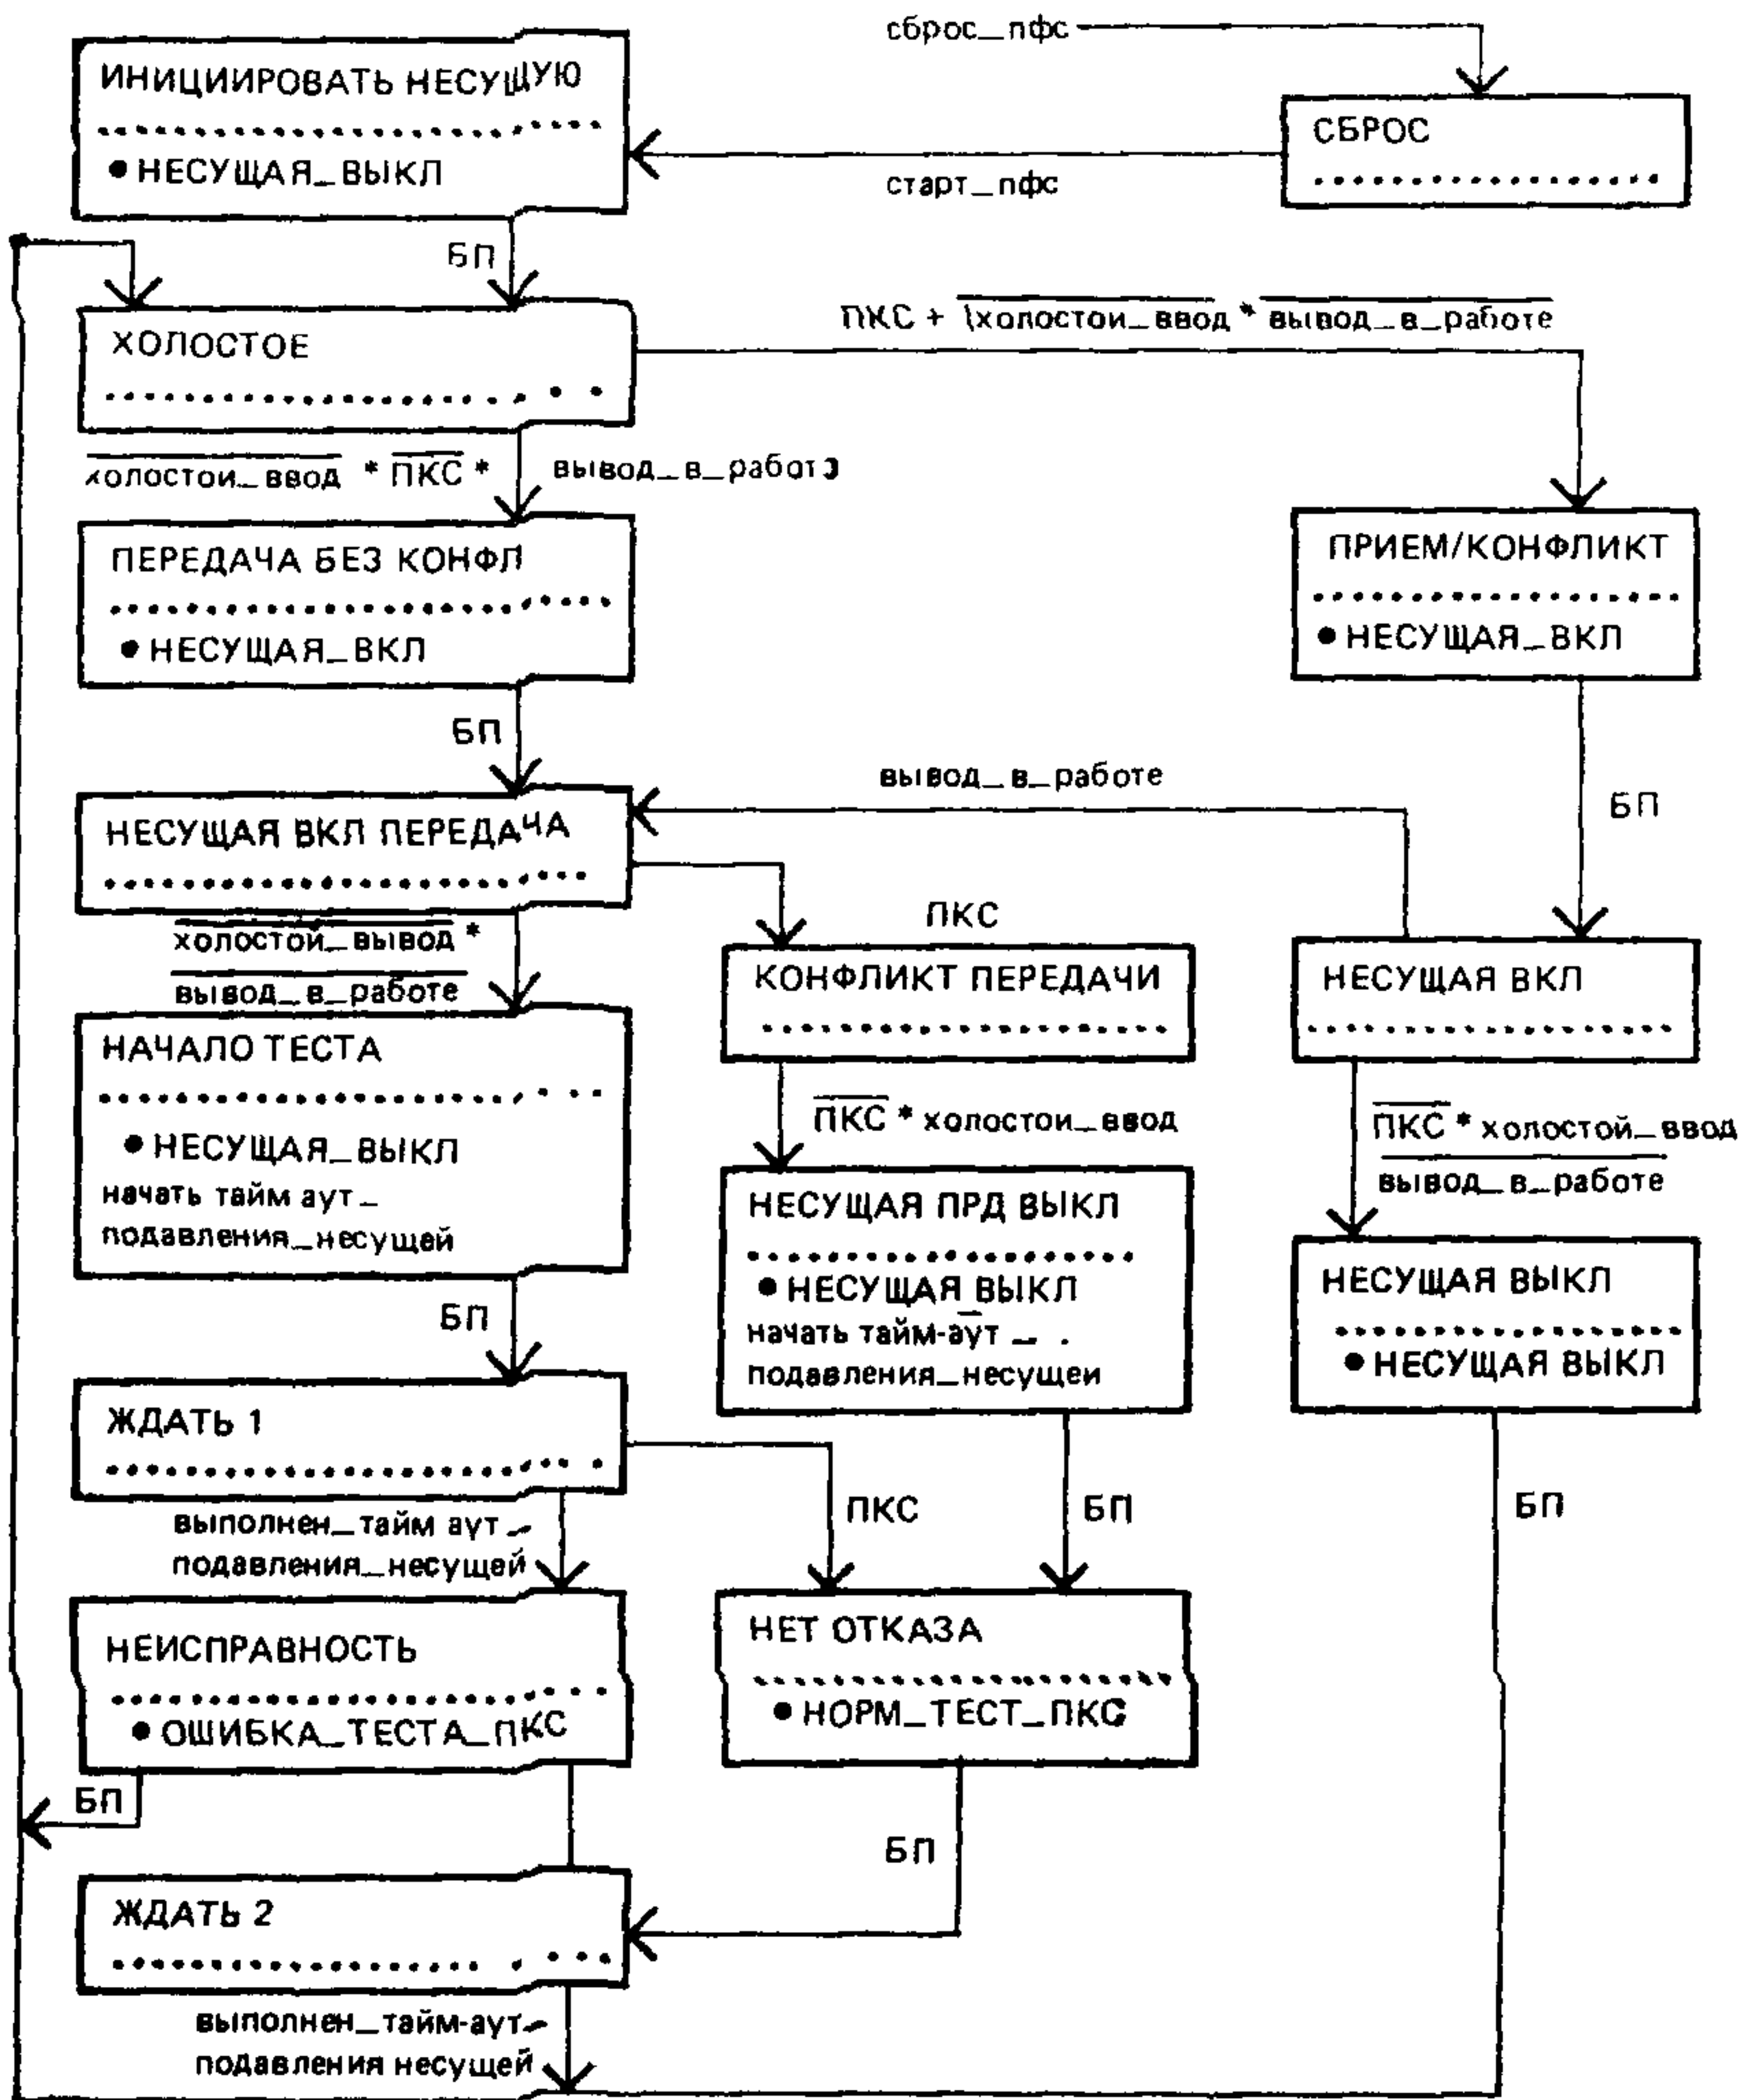 сброс_пфс
ИНИЦИИРОВАТЬ НЕСУЩУЮ
• НЕСУЩАЯ_ВЫКЛ
СБРОС
старт_пфс
БП
ХОЛОСТОЕ
ПКС + \холостои_ввод * вывод_в_работе
холостои_ввод * ПКС * вывод_в_работе
ПЕРЕДАЧА БЕЗ КОНФЛ
• НЕСУЩАЯ_ВКЛ
ПРИЕМ/КОНФЛИКТ
• НЕСУЩАЯ_ВКЛ
БП
вывод_в_работе
БП
НЕСУЩАЯ ВКЛ ПЕРЕДАЧА
холостой_вывод *
вывод_в_работе
ПКС
КОНФЛИКТ ПЕРЕДАЧИ
НЕСУЩАЯ ВКЛ
НАЧАЛО ТЕСТА
• НЕСУЩАЯ_ВЫКЛ
начать тайм аут_
подавления_несущей
ПКС * холостои_ввод
ПКС * холостой_ввод
вывод_в_работе
НЕСУЩАЯ ПРД ВЫКЛ
• НЕСУЩАЯ ВЫКЛ
начать тайм-аут_
подавления_несущеи
НЕСУЩАЯ ВЫКЛ
• НЕСУЩАЯ ВЫКЛ
БП
ЖДАТЬ 1
ПКС
БП
БП
выполнен_тайм аут_
подавления_несущей
НЕИСПРАВНОСТЬ
• ОШИБКА_ТЕСТА_ПКС
НЕТ ОТКАЗА
• НОРМ_ТЕСТ_ПКС
БП
БП
ЖДАТЬ 2
выполнен_тайм-аут_
подавления несущей